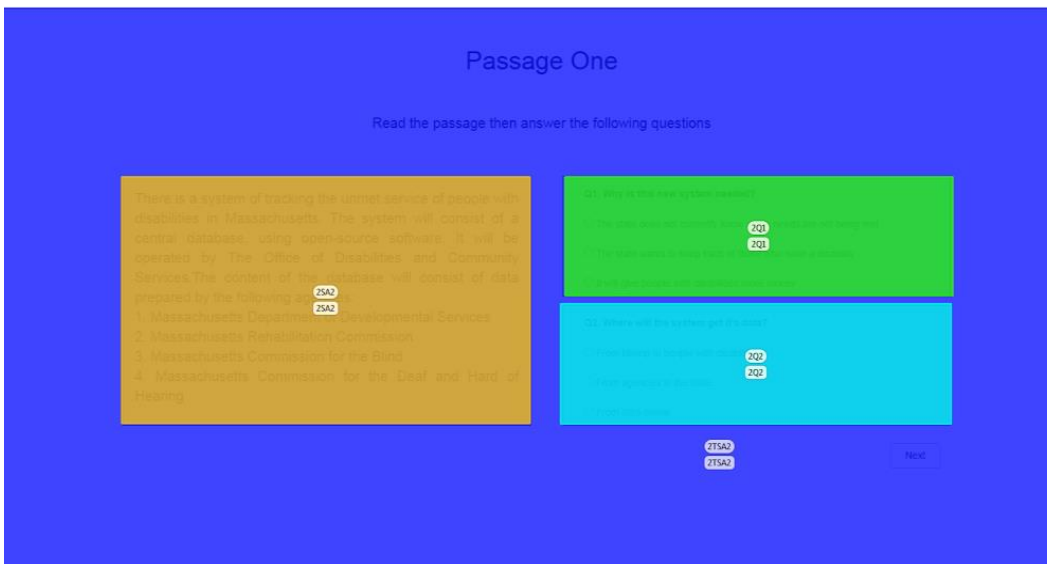 Passage One
Read the passage then answer the following questions
There is a system of tracking the unmet service of people with
disabilities in Massachusetts. The system will consist of a
central database, using open-source software. It will be
operated by The Office of Disabilities and Community
Services.The content of the database will consist of data
prepared by the following
1. Massachusetts Department of Developmental Services
2. Massachusetts Rehabilitation Commission
3. Massachusetts Commission for the Blind
4. Massachusetts Commission for the Deaf and Hard of
Hearing
2SA2
2SA2
Q1. Why is this new system needed?
2Q1
2Q1
Q2. Where will the system get it's data?
2Q2
2Q2
2TSA2
2TSA2
Next